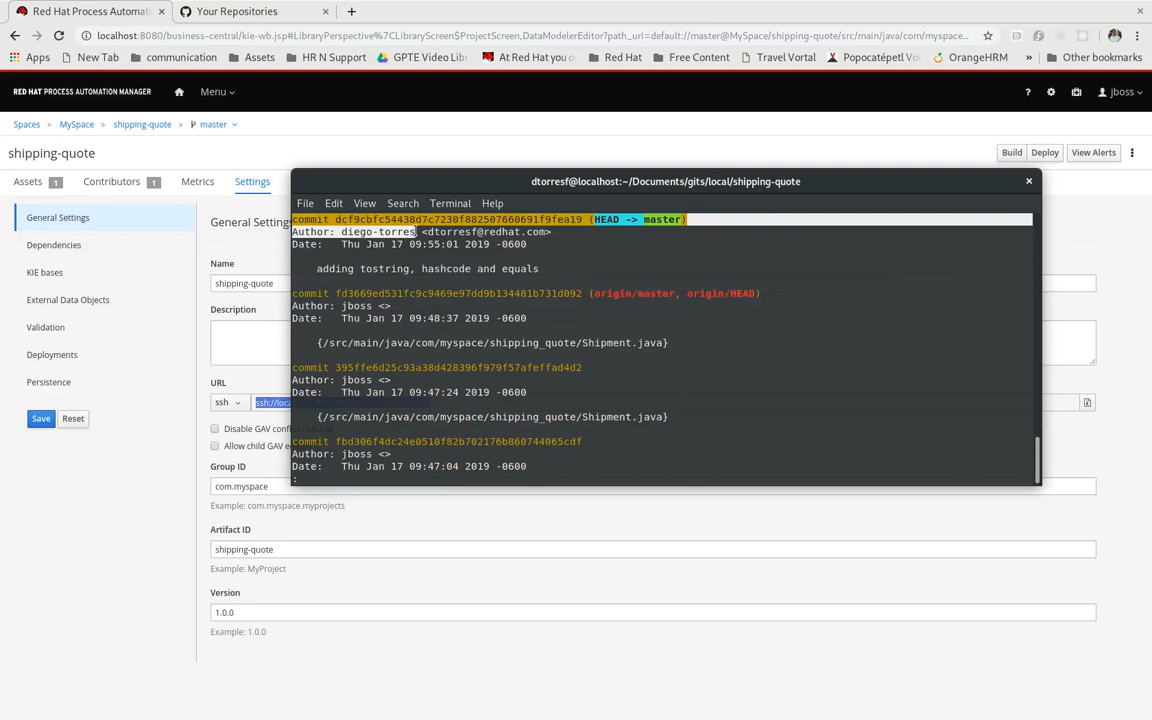 Red Hat Process Automati
Your Repositories
localhost:8080/business-central/kie-wb.jsp#LibraryPerspective%7CLibraryScreen$ProjectScreen,DataModelerEditor?path_uri=default://master@MySpace/shipping-quote/src/main/java/com/myspace...
Apps New Tab communication Assets HR N Support GPTE Video Lib At Red Hat you o Red Hat Free Content Travel Vortal Popocatépetl Vol OrangeHRM » Other bookmarks
RED HAT PROCESS AUTOMATION MANAGER Menu jboss
Spaces » MySpace » shipping-quote » master
shipping-quote
Build Deploy View Alerts
Assets 1 Contributors 1 Metrics Settings
General Settings
Dependencies
KIE bases
External Data Objects
Validation
Deployments
Persistence
Save Reset
General Settings
Name
shipping-quote
Description
URL
ssh
ssh://loca
Disable GAV conf
Allow child GAV e
Group ID
com.myspace
Example: com.myspace.myprojects
Artifact ID
shipping-quote
Example: MyProject
Version
1.0.0
Example: 1.0.0
dtorresf@localhost:~/Documents/gits/local/shipping-quote
File Edit View Search Terminal Help
commit dcf9cbfc54438d7c7230f882507660691f9fea19 (HEAD -> master)
Author: diego-torres <dtorresf@redhat.com>
Date: Thu Jan 17 09:55:01 2019 -0600
adding tostring, hashcode and equals
commit fd3669ed531fc9c9469e97dd9b134481b731d092 (origin/master, origin/HEAD)
Author: jboss <>
Date: Thu Jan 17 09:48:37 2019 -0600
{/src/main/java/com/myspace/shipping_quote/Shipment.java}
commit 395ffe6d25c93a38d428396f979f57afeffad4d2
Author: jboss <>
Date: Thu Jan 17 09:47:24 2019 -0600
{/src/main/java/com/myspace/shipping_quote/Shipment.java}
commit fbd306f4dc24e0510f82b702176b860744065cdf
Author: jboss <>
Date: Thu Jan 17 09:47:04 2019 -0600
: